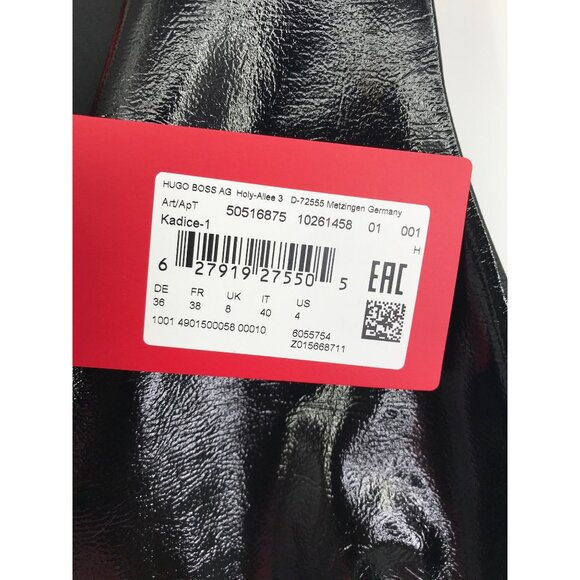 HUGO BOSS AG Holy-Allee 3 D-72555 Metzingen Germany
Art/ApT 50516875 10261458 01 001
Kadice-1 H
6 27919 27550 5
EAC
DE FR UK IT US
36 38 8 40 4
1001 4901500058 00010 6055754
Z015668711